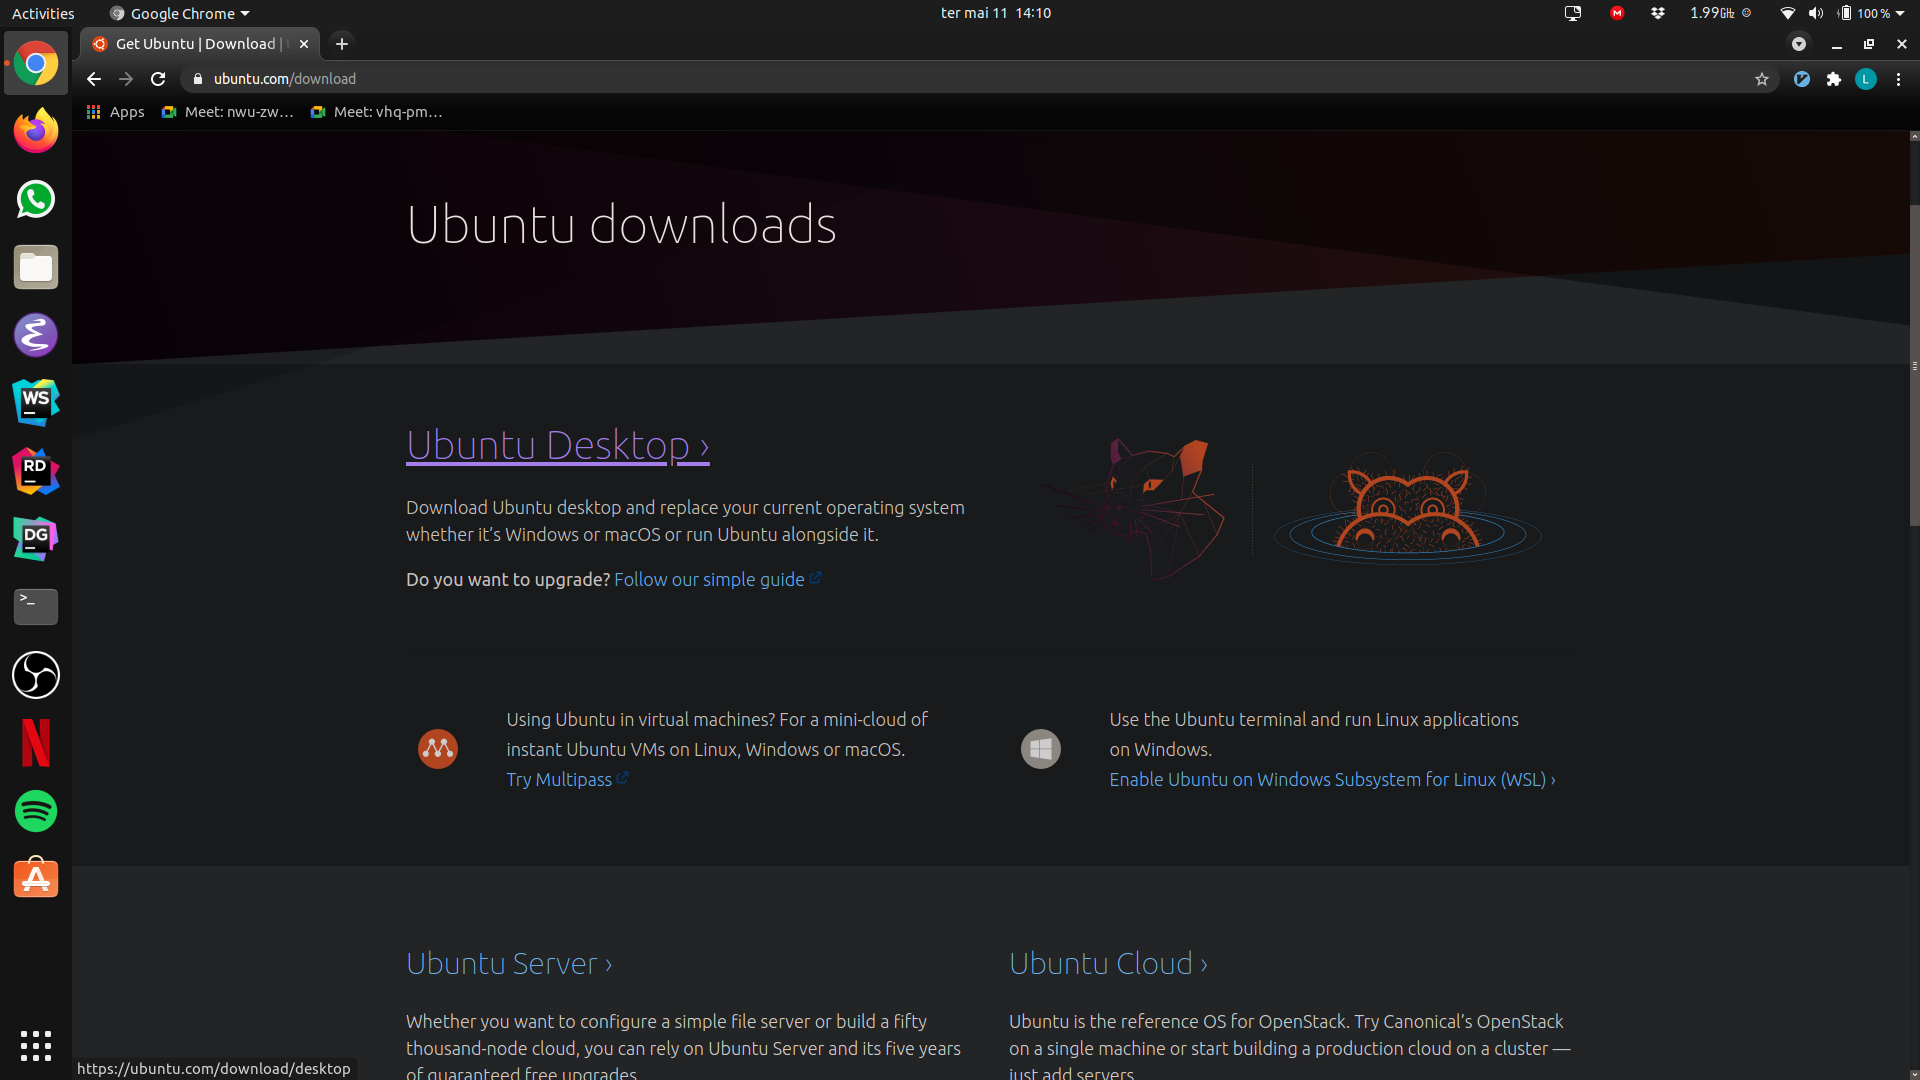 Activities
Google Chrome
ter mai 11 14:10
1.99GHz
100 %
Get Ubuntu | Download |
ubuntu.com/download
Apps
Meet: nwu-zw…
Meet: vhq-pm…
L
Ubuntu downloads
WS
RD
DG
>_
Ubuntu Desktop ›
Download Ubuntu desktop and replace your current operating system
whether it’s Windows or macOS or run Ubuntu alongside it.
Do you want to upgrade? Follow our simple guide
Using Ubuntu in virtual machines? For a mini-cloud of
instant Ubuntu VMs on Linux, Windows or macOS.
Try Multipass
Use the Ubuntu terminal and run Linux applications
on Windows.
Enable Ubuntu on Windows Subsystem for Linux (WSL) ›
Ubuntu Server ›
Whether you want to configure a simple file server or build a fifty
thousand-node cloud, you can rely on Ubuntu Server and its five years
of guaranteed free upgrades
Ubuntu Cloud ›
Ubuntu is the reference OS for OpenStack. Try Canonical’s OpenStack
on a single machine or start building a production cloud on a cluster —
just add servers
https://ubuntu.com/download/desktop